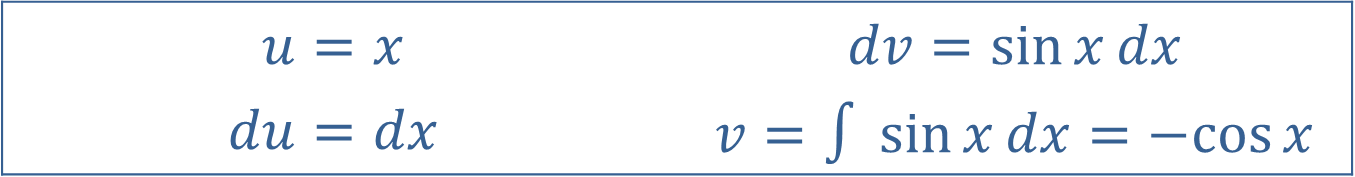 u = x dv = sin x dx
du = dx v = ∫ sin x dx = −cos x